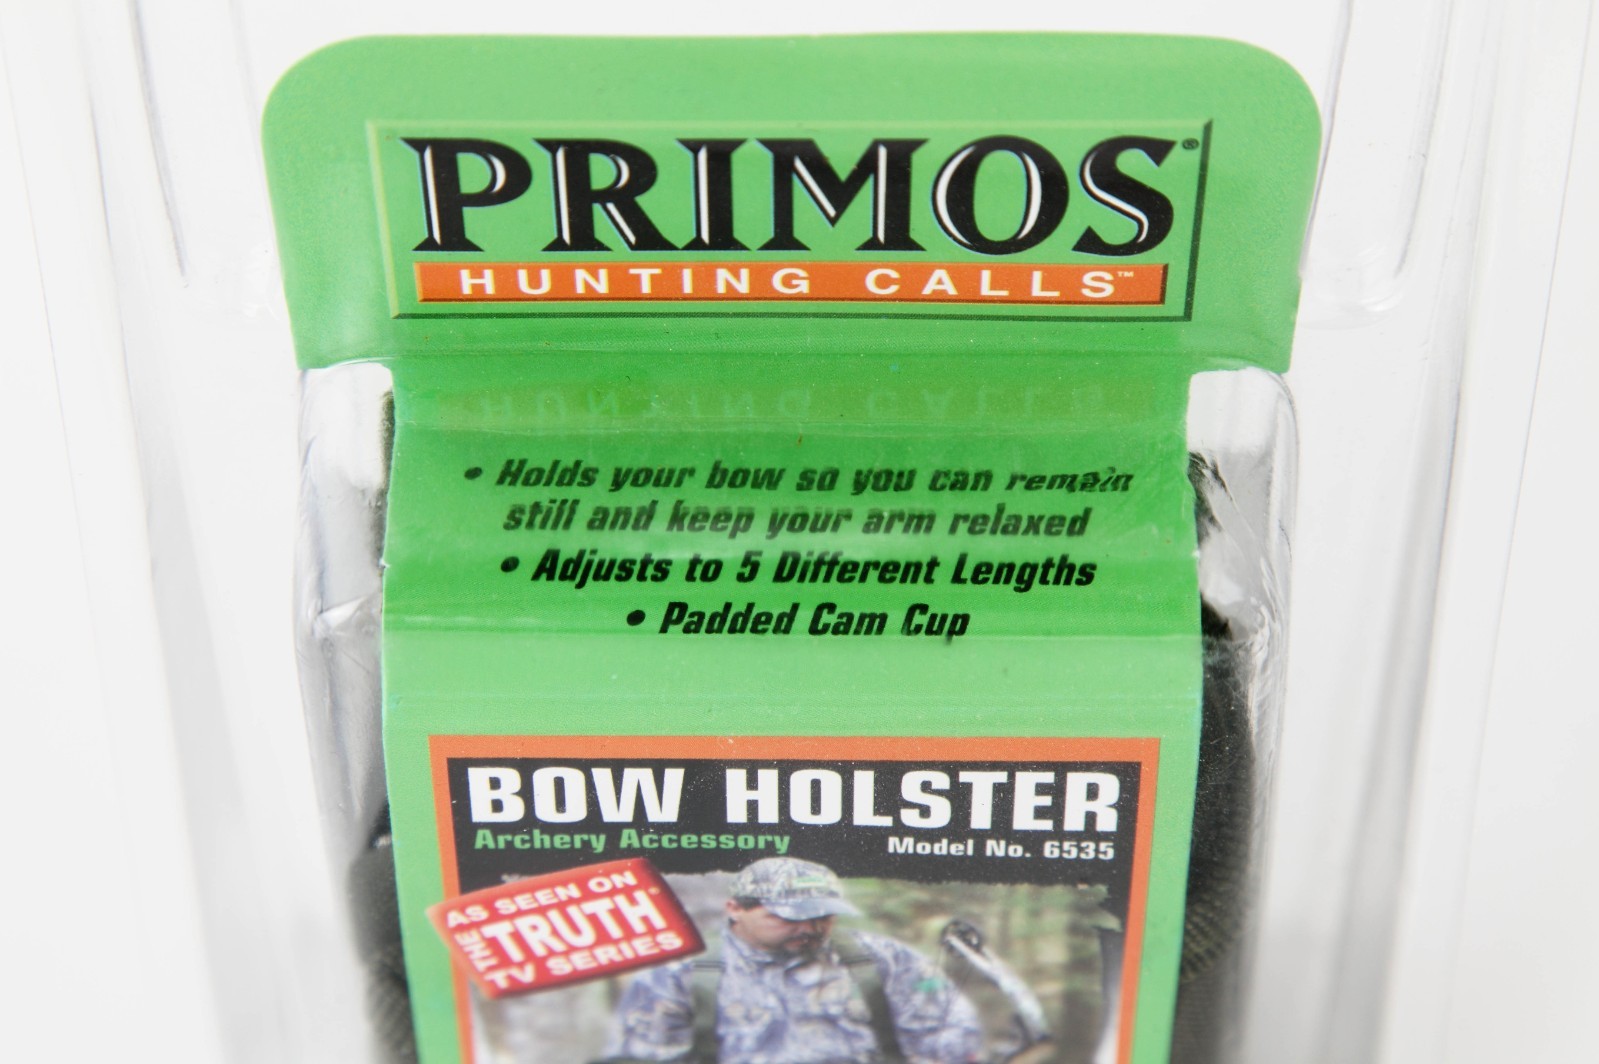 PRIMOS®
HUNTING CALLS™
• Holds your bow so you can remain
still and keep your arm relaxed
• Adjusts to 5 Different Lengths
• Padded Cam Cup
BOW HOLSTER
Archery Accessory Model No. 6535
AS SEEN ON
THE TRUTH®
TV SERIES